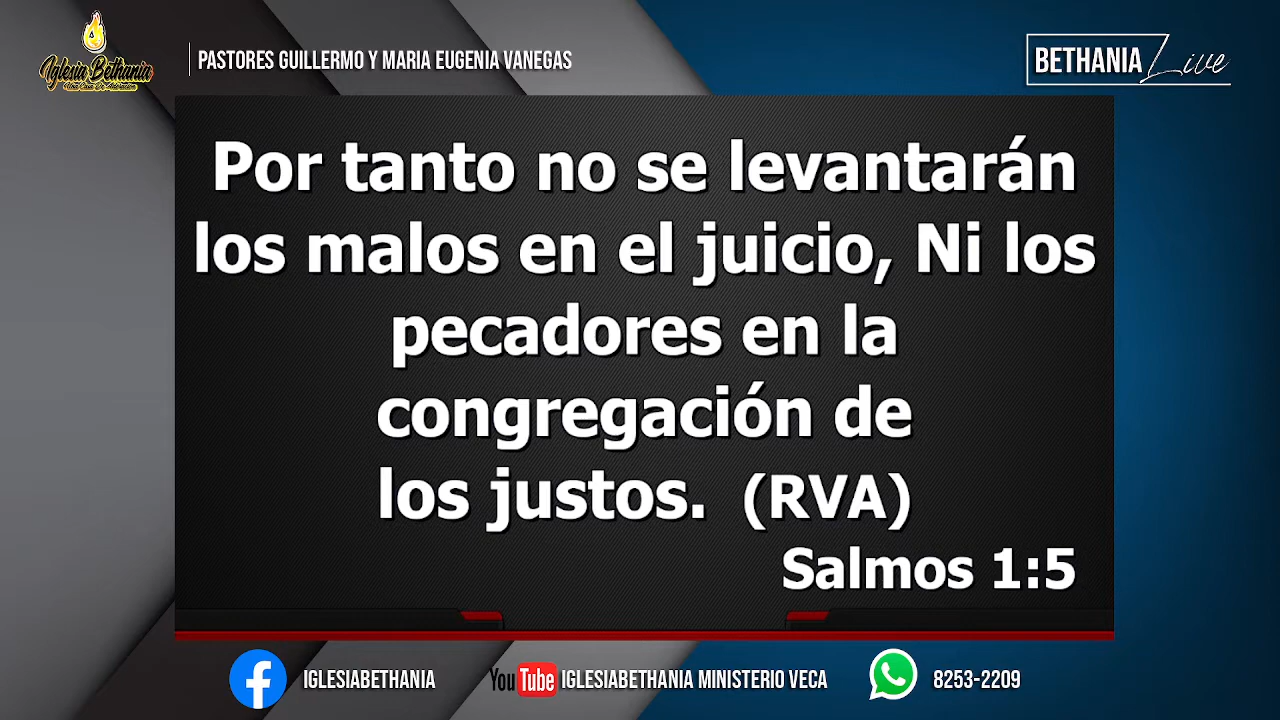 Iglesia Bethania
PASTORES GUILLERMO Y MARIA EUGENIA VANEGAS
BETHANIA Live
Por tanto no se levantarán
los malos en el juicio, Ni los
pecadores en la
congregación de
los justos. (RVA)
Salmos 1:5
IGLESIABETHANIA
YouTube IGLESIABETHANIA MINISTERIO VECA
8253-2209